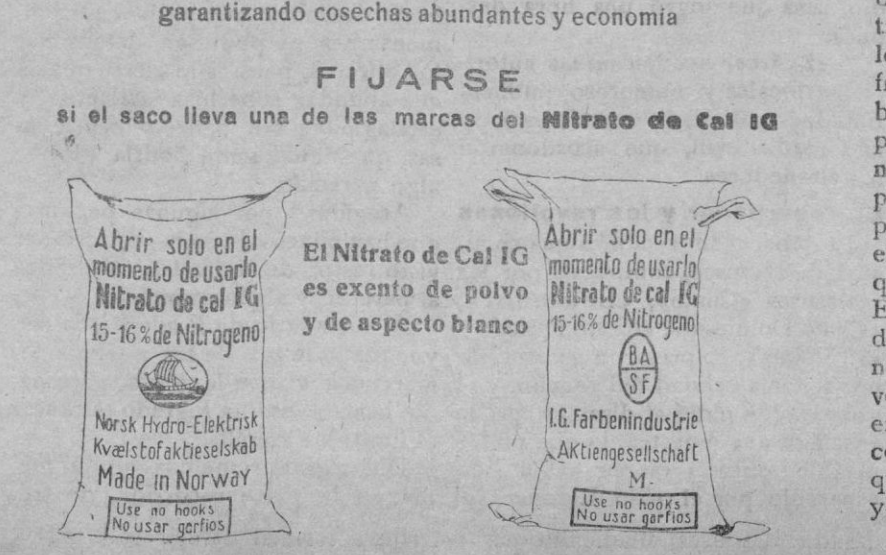 garantizando cosechas abundantes y economía
FIJARSE
si el saco lleva una de las marcas del Nitrato de Cal IG
Abrir solo en el
momento de usarlo
Nitrato de cal IG
15-16% de Nitrogeno
Norsk Hydro-Elektrisk
Kvælstofaktieselskab
Made in Norway
Use no hooks
No usar garfios
El Nitrato de Cal IG
es exento de polvo
y de aspecto blanco
Abrir solo en el
momento de usarlo
Nitrato de cal IG
15-16% de Nitrogeno
BA
SF
I.G. Farbenindustrie
Aktiengesellschaft
M·
Use no hooks
No usar garfios